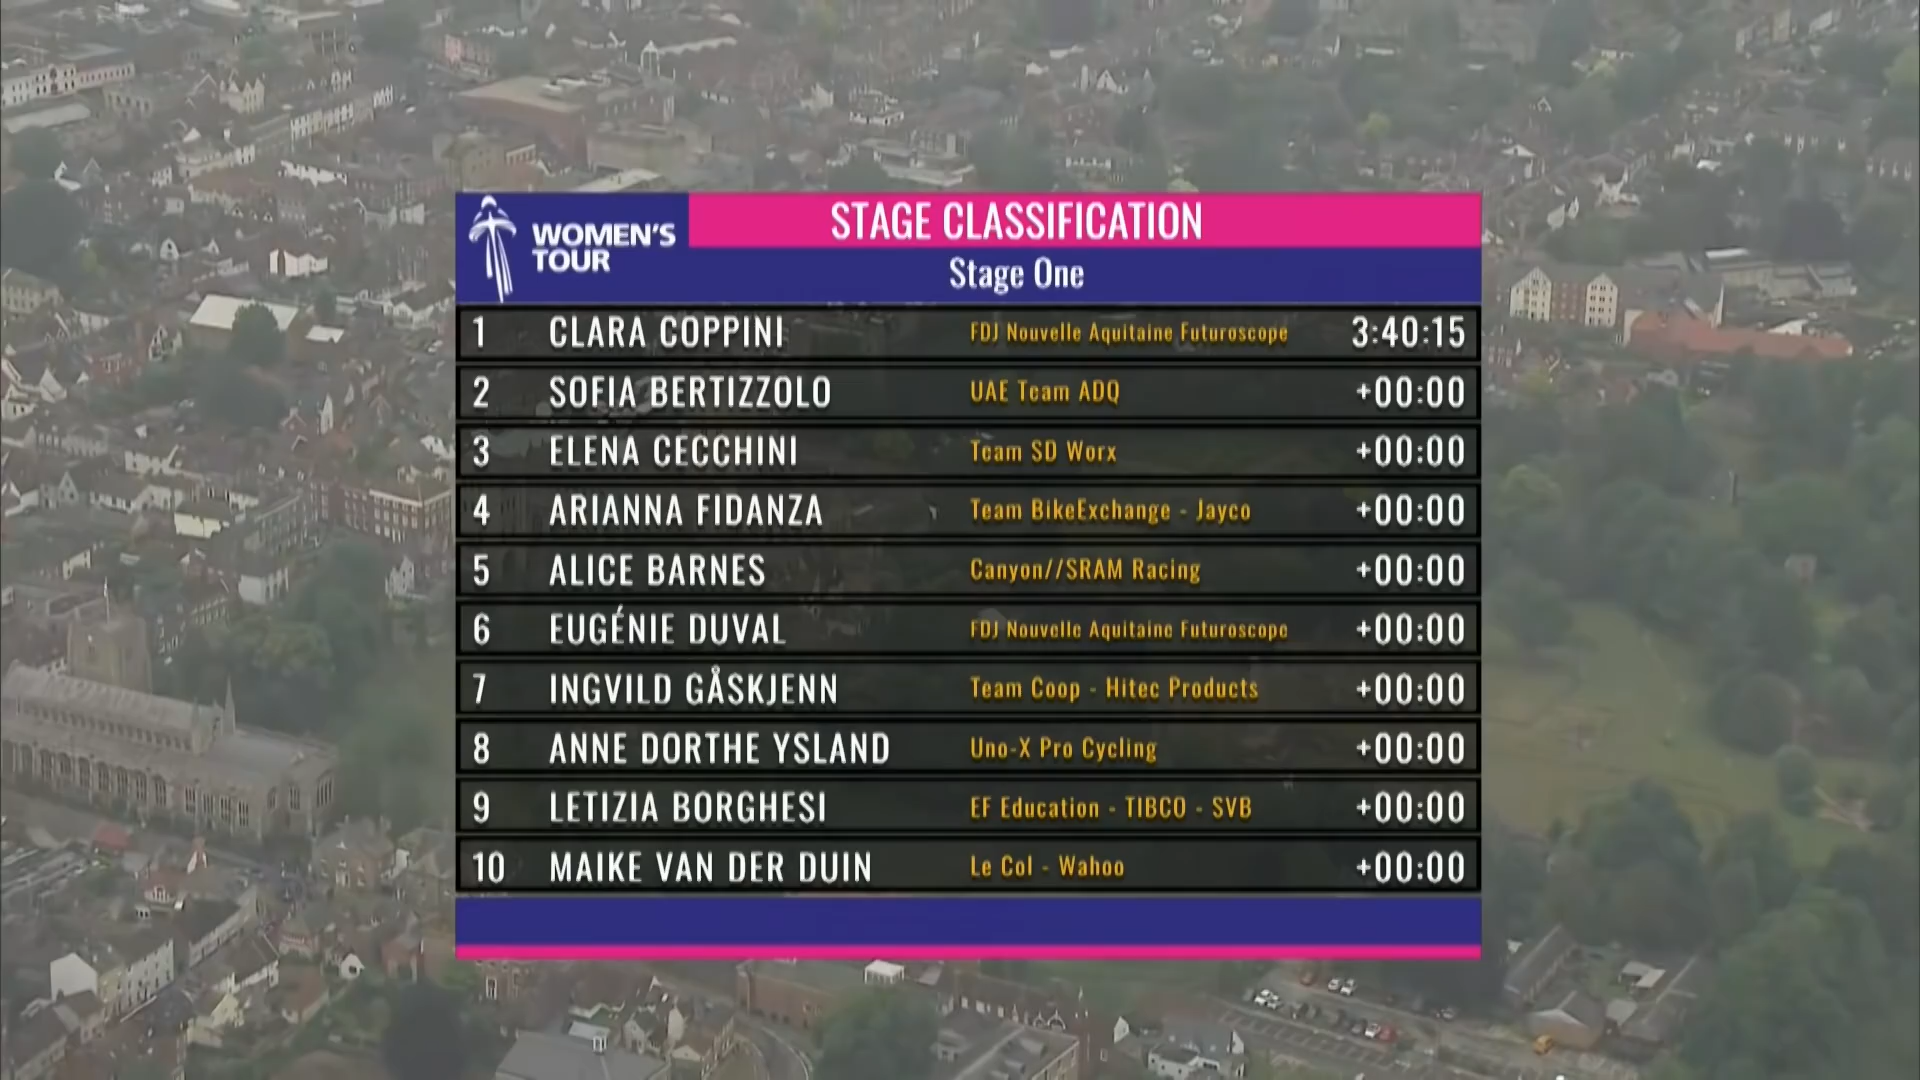 WOMEN'S TOUR
STAGE CLASSIFICATION
Stage One
1 CLARA COPPINI FDJ Nouvelle Aquitaine Futuroscope 3:40:15
2 SOFIA BERTIZZOLO UAE Team ADQ +00:00
3 ELENA CECCHINI Team SD Worx +00:00
4 ARIANNA FIDANZA Team BikeExchange - Jayco +00:00
5 ALICE BARNES Canyon//SRAM Racing +00:00
6 EUGÉNIE DUVAL FDJ Nouvelle Aquitaine Futuroscope +00:00
7 INGVILD GÅSKJENN Team Coop - Hitec Products +00:00
8 ANNE DORTHE YSLAND Uno-X Pro Cycling +00:00
9 LETIZIA BORGHESI EF Education - TIBCO - SVB +00:00
10 MAIKE VAN DER DUIN Le Col - Wahoo +00:00